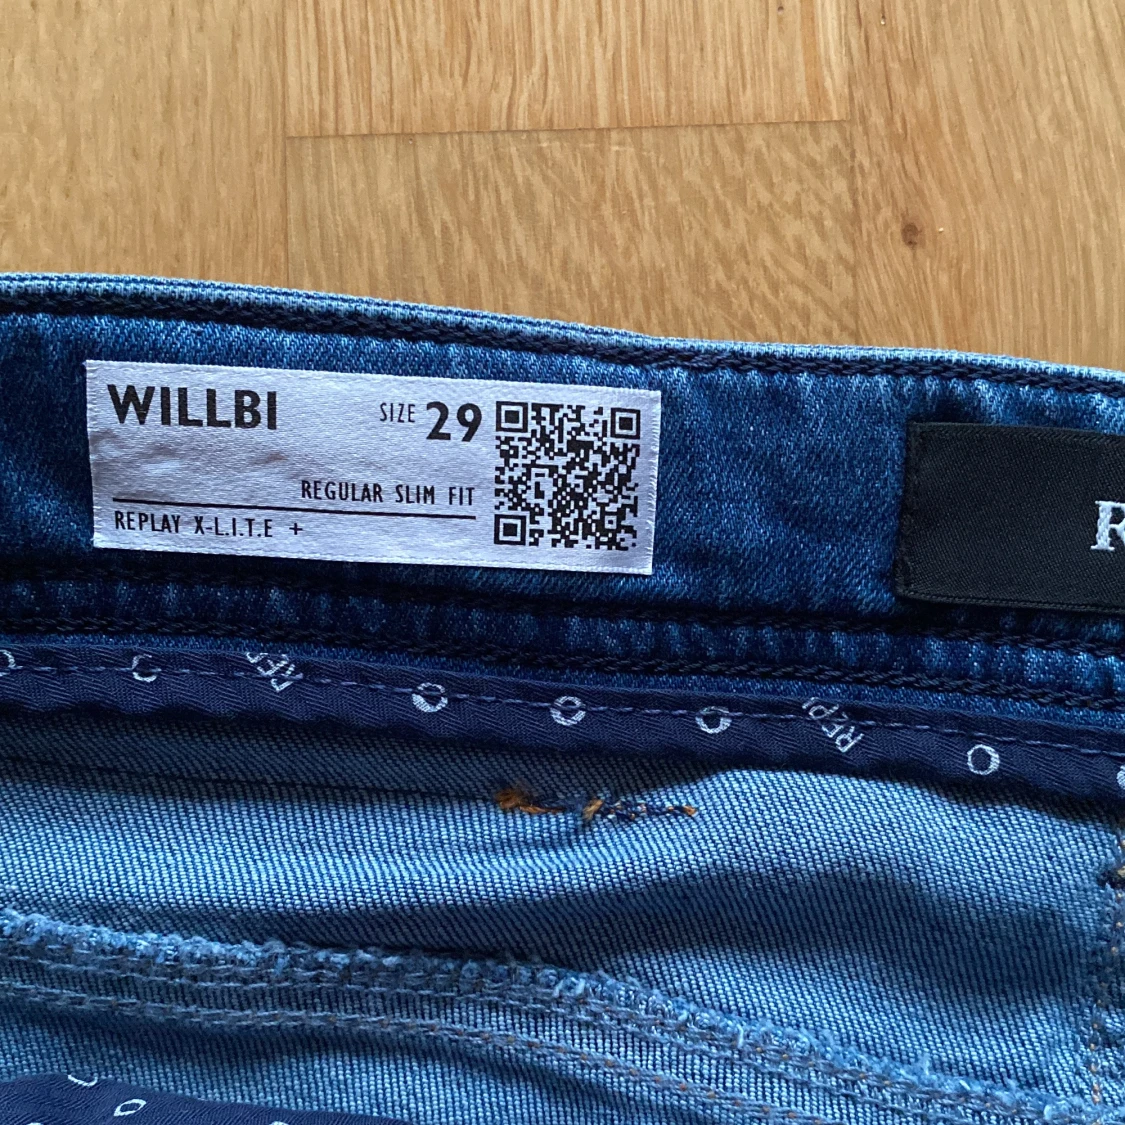 WILLBI
SIZE 29
REGULAR SLIM FIT
REPLAY X-L.I.T.E +